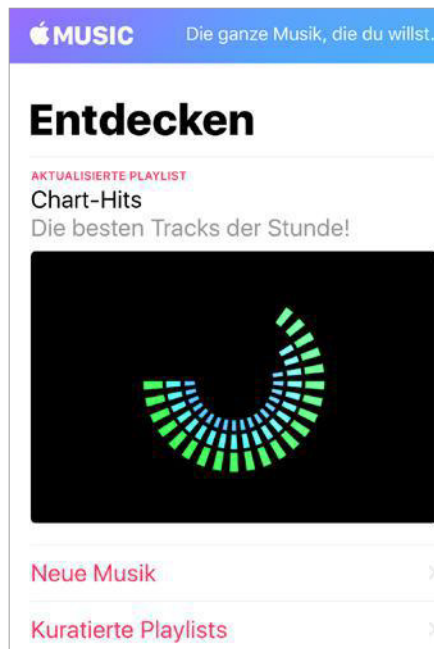 MUSIC Die ganze Musik, die du willst.
Entdecken
AKTUALISIERTE PLAYLIST
Chart-Hits
Die besten Tracks der Stunde!
Neue Musik
Kuratierte Playlists